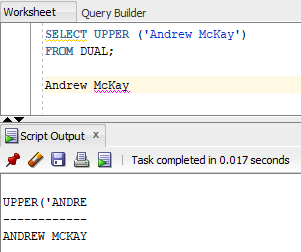 Worksheet Query Builder
SELECT UPPER ('Andrew McKay')
FROM DUAL;
Andrew McKay
Script Output x
Task completed in 0.017 seconds
UPPER('ANDRE
------------
ANDREW MCKAY